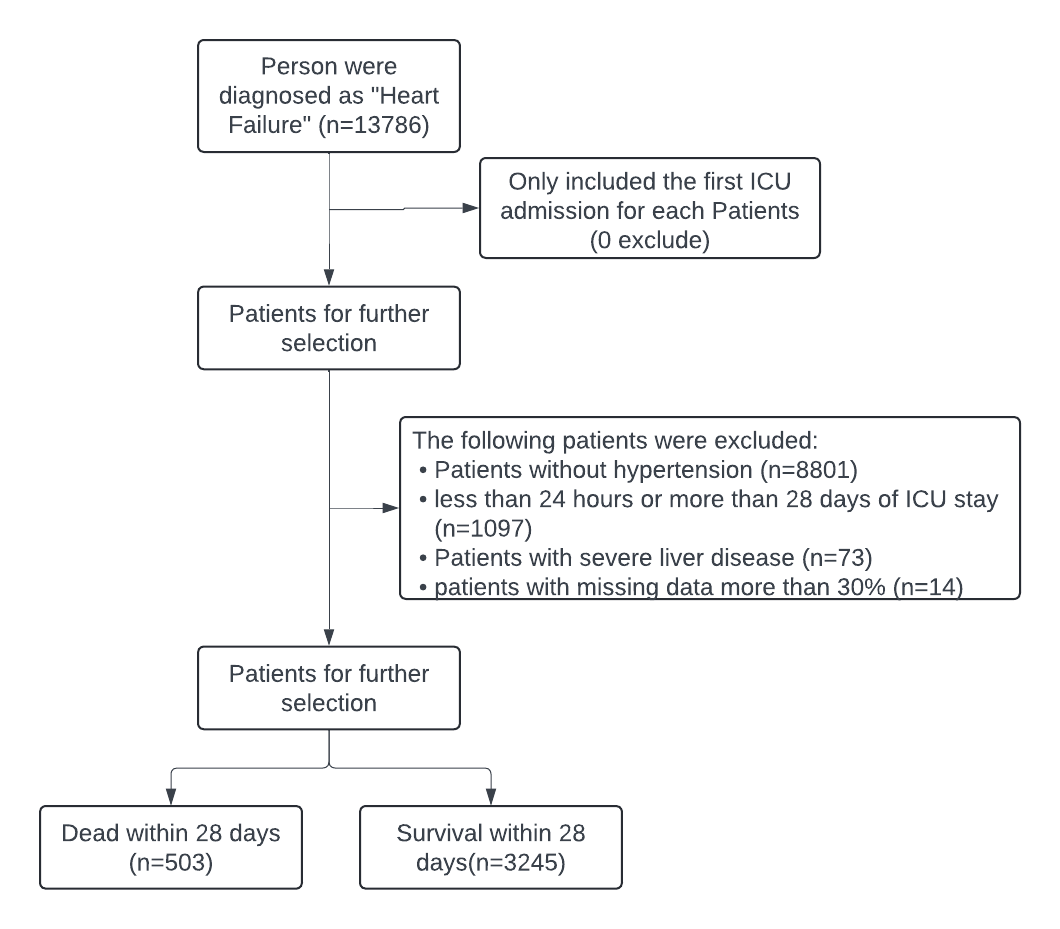 Person were
diagnosed as "Heart
Failure" (n=13786)
Only included the first ICU
admission for each Patients
(0 exclude)
Patients for further
selection
The following patients were excluded:
• Patients without hypertension (n=8801)
• less than 24 hours or more than 28 days of ICU stay
(n=1097)
• Patients with severe liver disease (n=73)
• patients with missing data more than 30% (n=14)
Patients for further
selection
Dead within 28 days
(n=503)
Survival within 28
days(n=3245)